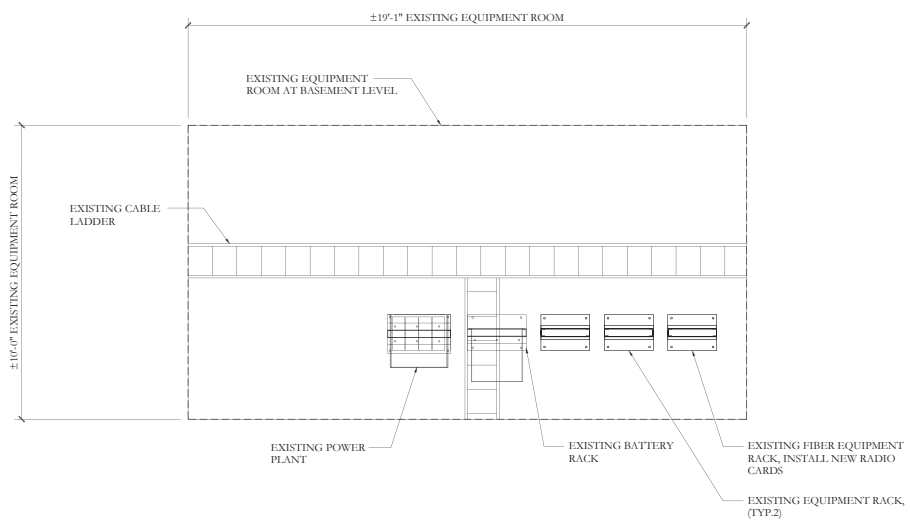 ±19'-1" EXISTING EQUIPMENT ROOM
EXISTING EQUIPMENT
ROOM AT BASEMENT LEVEL
±10'-0" EXISTING EQUIPMENT ROOM
EXISTING CABLE
LADDER
EXISTING POWER
PLANT
EXISTING BATTERY
RACK
EXISTING FIBER EQUIPMENT
RACK, INSTALL NEW RADIO
CARDS
EXISTING EQUIPMENT RACK,
(TYP.2)